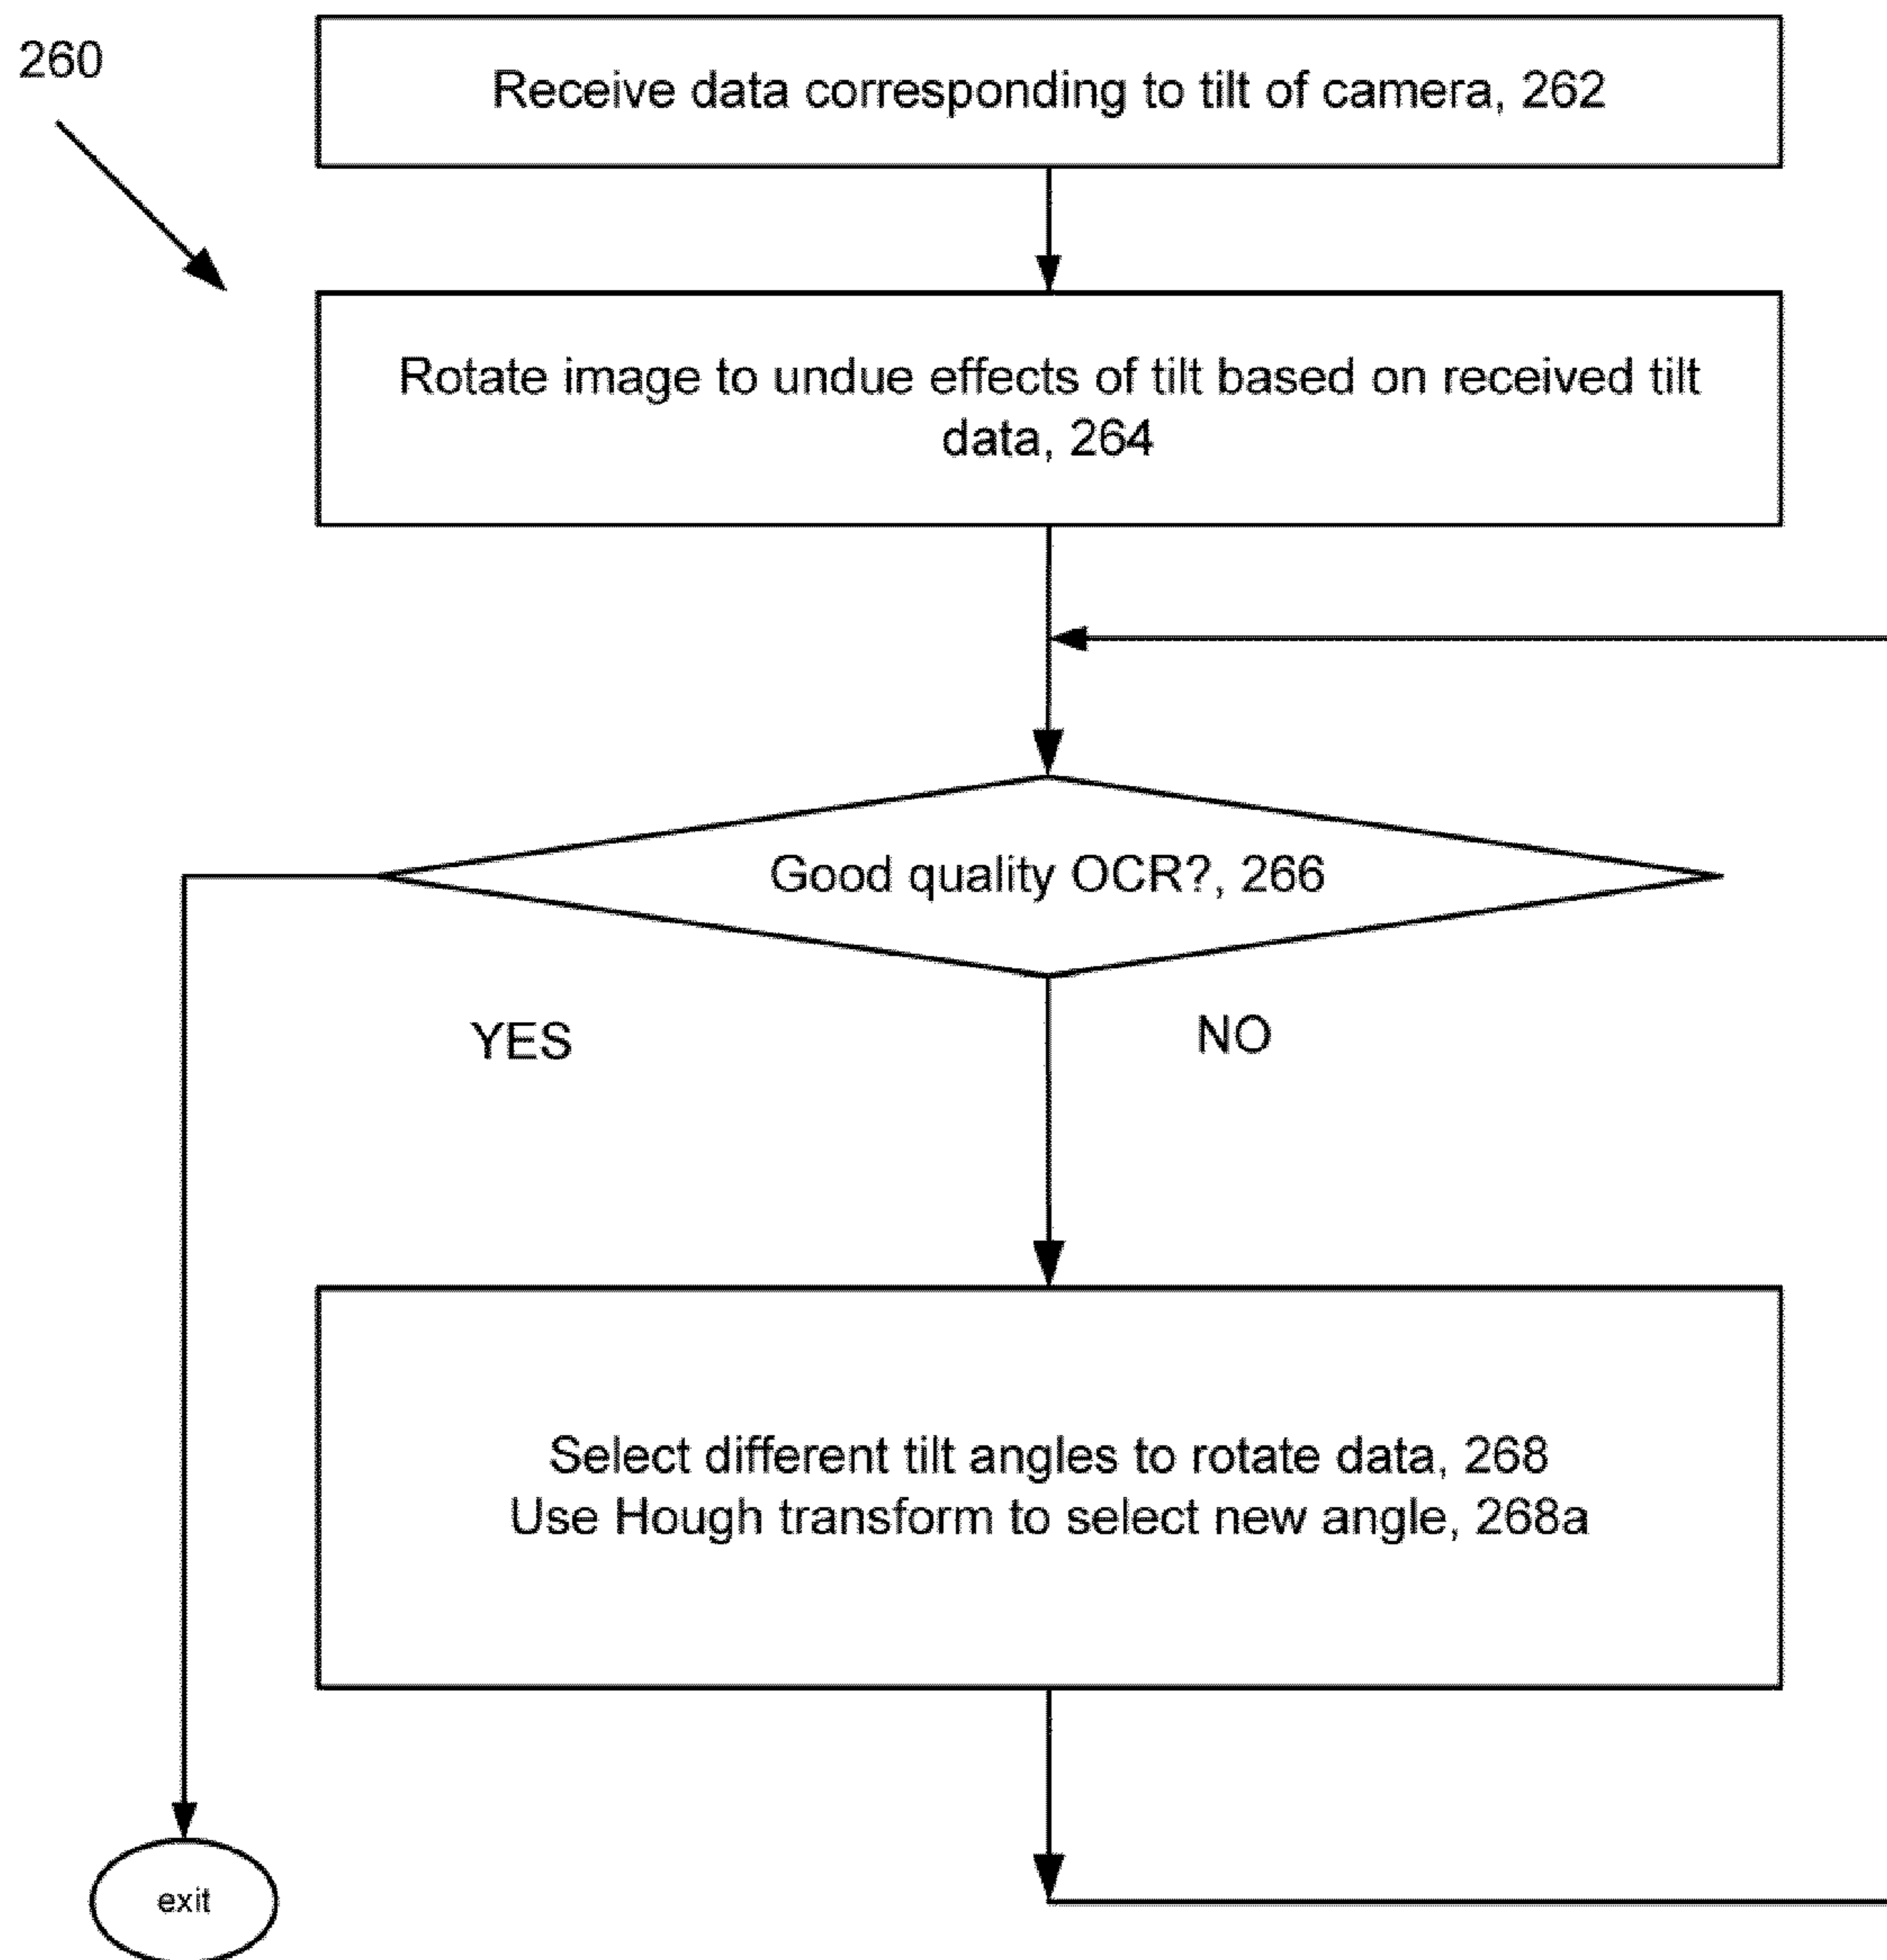 260
Receive data corresponding to tilt of camera, 262
Rotate image to undue effects of tilt based on received tilt
data, 264
Good quality OCR?, 266
YES
NO
Select different tilt angles to rotate data, 268
Use Hough transform to select new angle, 268a
exit